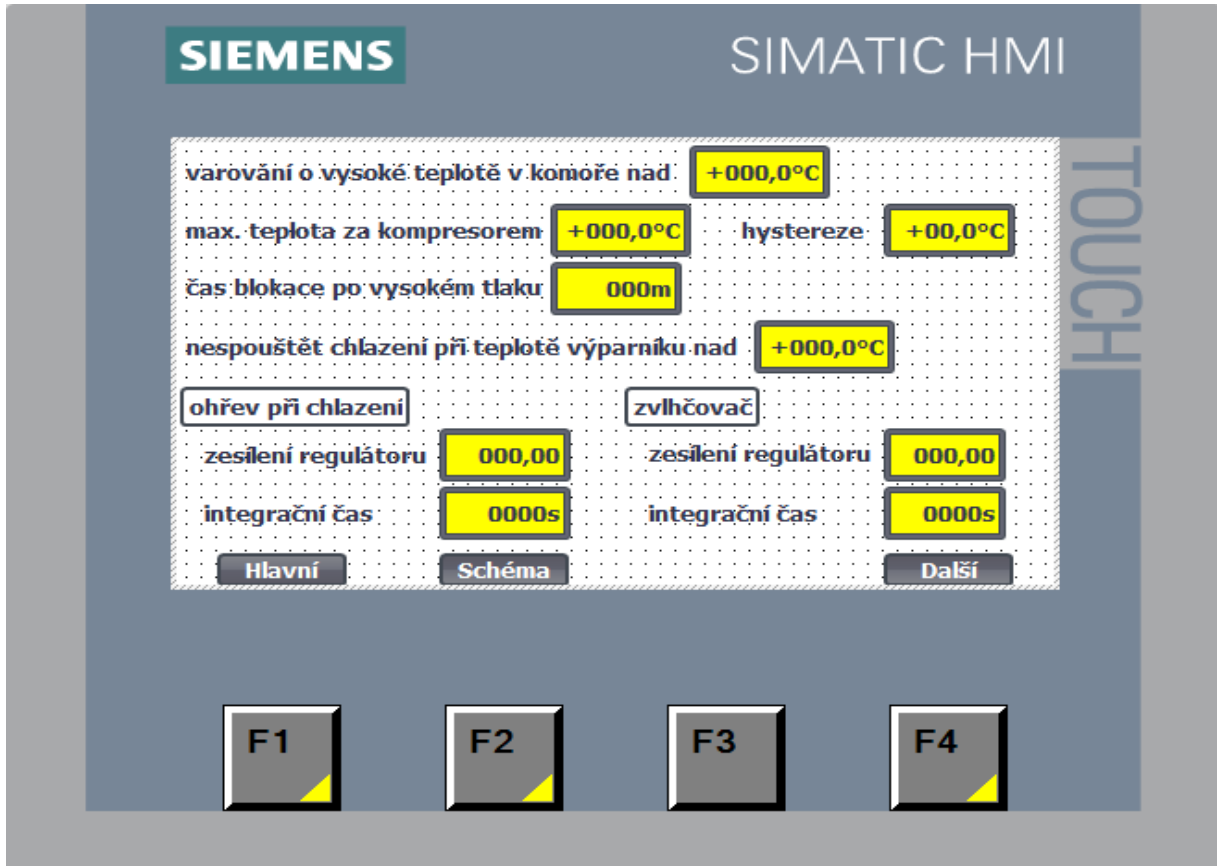 SIEMENS SIMATIC HMI
TOUCH
varování o vysoké teplotě v komoře nad +000,0°C
max. teplota za kompresorem +000,0°C hystereze +00,0°C
čas blokace po vysokém tlaku 000m
nespouštět chlazení při teplotě výparníku nad +000,0°C
ohřev při chlazení zvlhčovač
zesílení regulátoru 000,00 zesílení regulátoru 000,00
integrační čas 0000s integrační čas 0000s
Hlavní Schéma Další
F1 F2 F3 F4